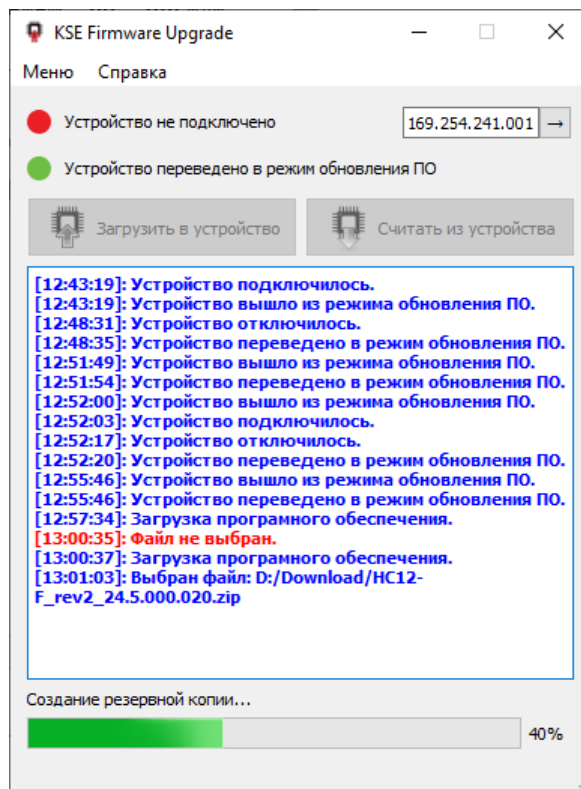 KSE Firmware Upgrade
Меню Справка
Устройство не подключено 169.254.241.001 →
Устройство переведено в режим обновления ПО
Загрузить в устройство Считать из устройства
[12:43:19]: Устройство подключилось.
[12:43:19]: Устройство вышло из режима обновления ПО.
[12:48:31]: Устройство отключилось.
[12:48:35]: Устройство переведено в режим обновления ПО.
[12:51:49]: Устройство вышло из режима обновления ПО.
[12:51:54]: Устройство переведено в режим обновления ПО.
[12:52:00]: Устройство вышло из режима обновления ПО.
[12:52:03]: Устройство подключилось.
[12:52:17]: Устройство отключилось.
[12:52:20]: Устройство переведено в режим обновления ПО.
[12:55:46]: Устройство вышло из режима обновления ПО.
[12:55:46]: Устройство переведено в режим обновления ПО.
[12:57:34]: Загрузка програмного обеспечения.
[13:00:35]: Файл не выбран.
[13:00:37]: Загрузка програмного обеспечения.
[13:01:03]: Выбран файл: D:/Download/HC12-
F_rev2_24.5.000.020.zip
Создание резервной копии...
40%